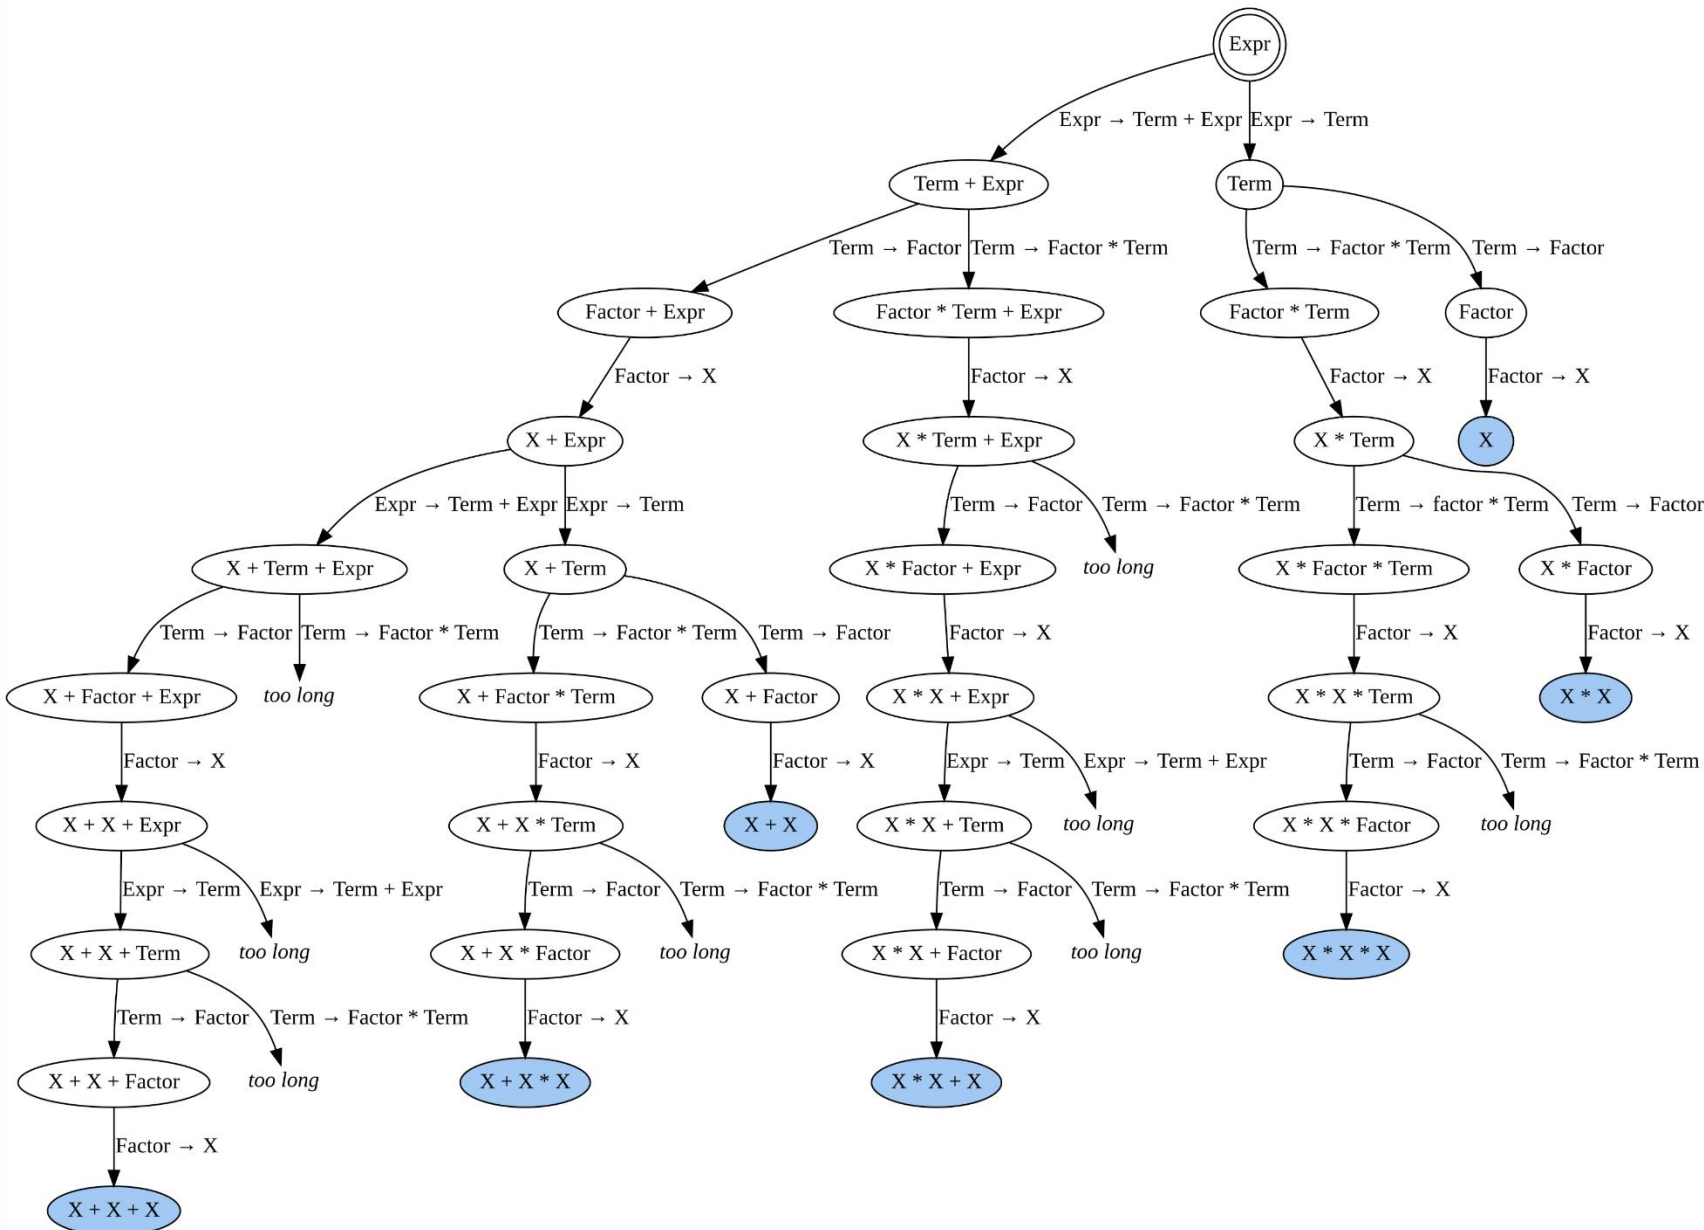 Expr
Expr → Term + Expr Expr → Term
Term + Expr Term
Term → Factor Term → Factor * Term Term → Factor * Term Term → Factor
Factor + Expr Factor * Term + Expr Factor * Term Factor
Factor → X Factor → X Factor → X Factor → X
X + Expr X * Term + Expr X * Term X
Expr → Term + Expr Expr → Term Term → Factor Term → Factor * Term Term → factor * Term Term → Factor
X + Term + Expr X + Term X * Factor + Expr too long X * Factor * Term X * Factor
Term → Factor Term → Factor * Term Term → Factor * Term Term → Factor Factor → X Factor → X Factor → X
X + Factor + Expr too long X + Factor * Term X + Factor X * X + Expr X * X * Term X * X
Factor → X Factor → X Factor → X Expr → Term Expr → Term + Expr Term → Factor Term → Factor * Term
X + X + Expr X + X * Term X + X X * X + Term too long X * X * Factor too long
Expr → Term Expr → Term + Expr Term → Factor Term → Factor * Term Term → Factor Term → Factor * Term Factor → X
X + X + Term too long X + X * Factor too long X * X + Factor too long X * X * X
Term → Factor Term → Factor * Term Factor → X Factor → X
X + X + Factor too long X + X * X X * X + X
Factor → X
X + X + X